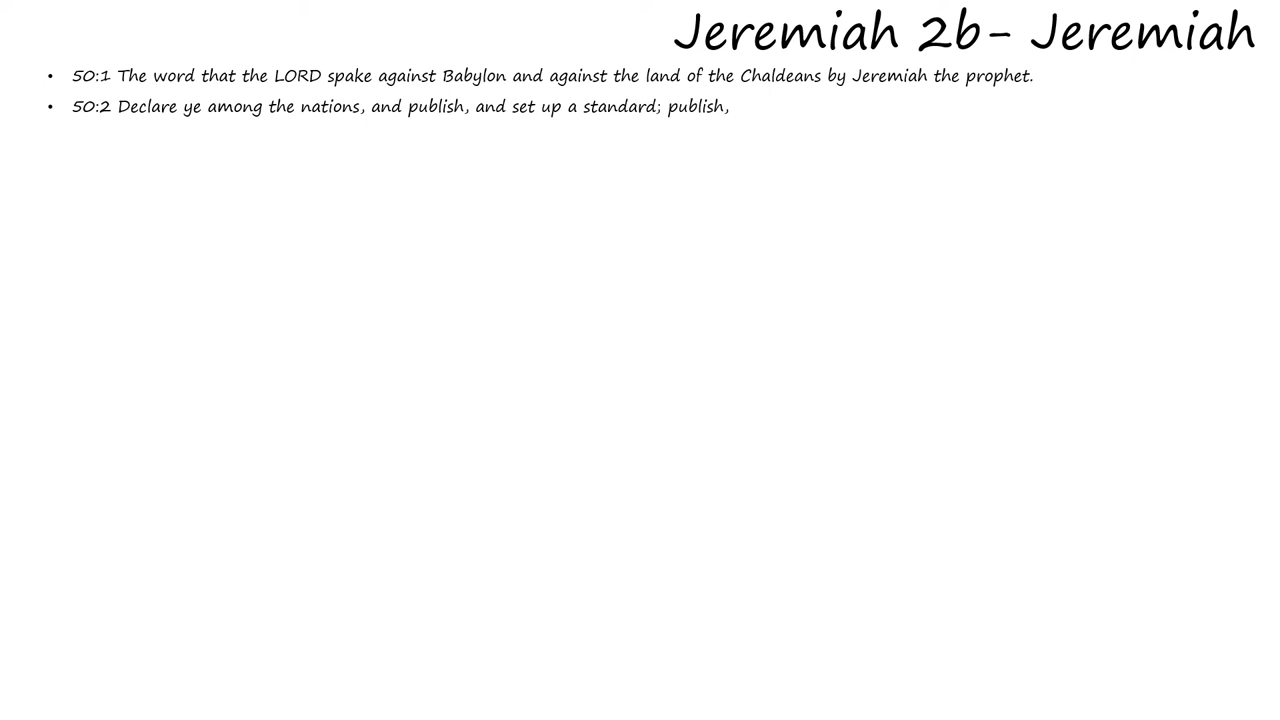 Jeremiah 2b- Jeremiah
• 50:1 The word that the LORD spake against Babylon and against the land of the Chaldeans by Jeremiah the prophet.
• 50:2 Declare ye among the nations, and publish, and set up a standard; publish,